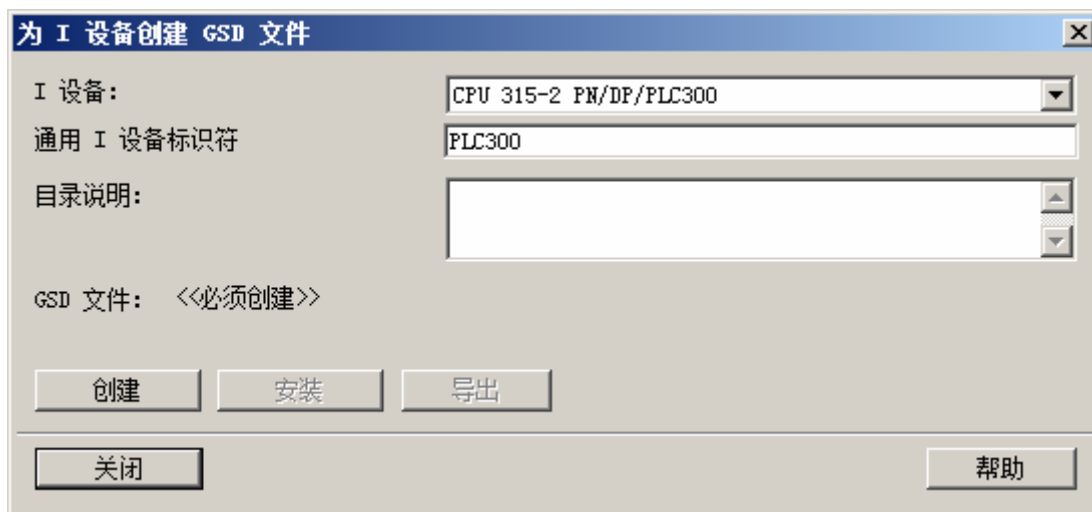 为 I 设备创建 GSD 文件
I 设备:
CPU 315-2 PN/DP/PLC300
通用 I 设备标识符
PLC300
目录说明:
GSD 文件: <<必须创建>>
创建 安装 导出
关闭 帮助